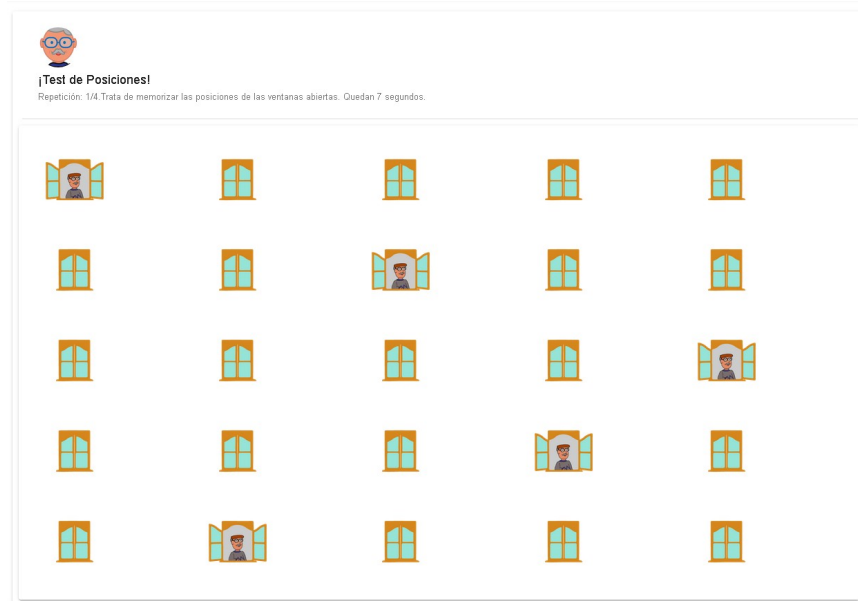 ¡Test de Posiciones!
Repetición: 1/4.Trata de memorizar las posiciones de las ventanas abiertas. Quedan 7 segundos.